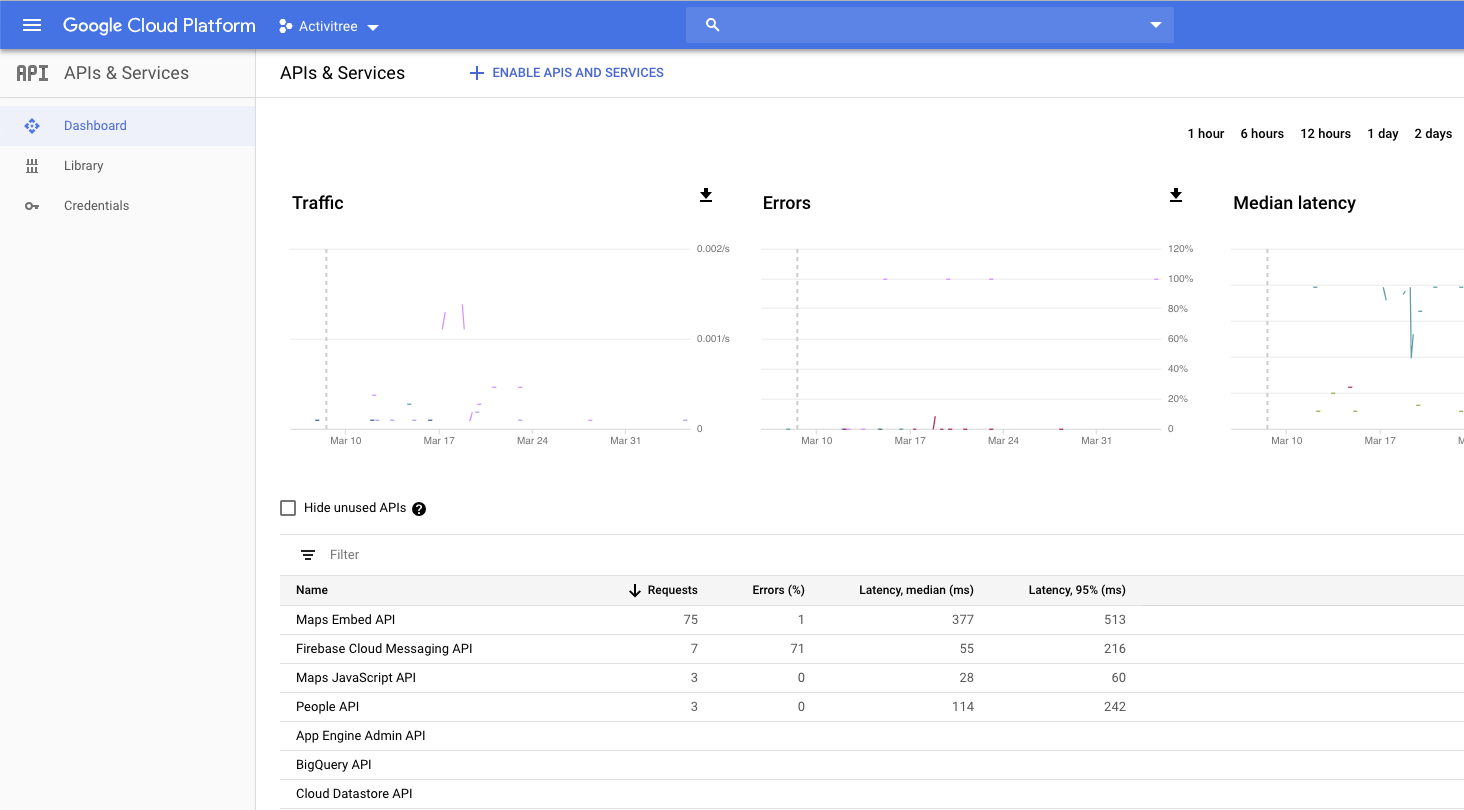 Google Cloud Platform
Activitree
API
APIs & Services
APIs & Services
ENABLE APIS AND SERVICES
Dashboard
Library
Credentials
1 hour 6 hours 12 hours 1 day 2 days
Traffic
0.002/s
0.001/s
0
Mar 10 Mar 17 Mar 24 Mar 31
Errors
120%
100%
80%
60%
40%
20%
0
Mar 10 Mar 17 Mar 24 Mar 31
Median latency
Mar 10 Mar 17 M
Hide unused APIs ?
Filter
Name Requests Errors (%) Latency, median (ms) Latency, 95% (ms)
Maps Embed API 75 1 377 513
Firebase Cloud Messaging API 7 71 55 216
Maps JavaScript API 3 0 28 60
People API 3 0 114 242
App Engine Admin API
BigQuery API
Cloud Datastore API